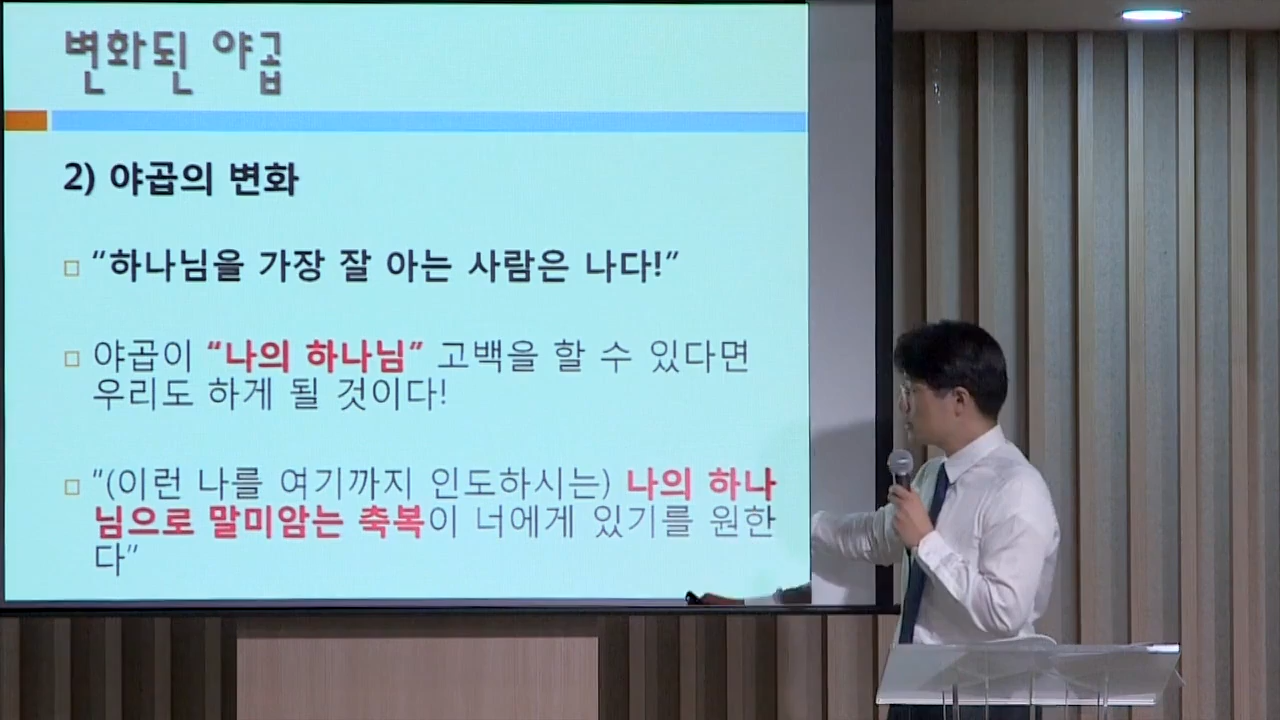 변화된 야곱
2) 야곱의 변화
"하나님을 가장 잘 아는 사람은 나다!"
야곱이 "나의 하나님" 고백을 할 수 있다면
우리도 하게 될 것이다!
"(이런 나를 여기까지 인도하시는) 나의 하나
님으로 말미암는 축복이 너에게 있기를 원한
다"